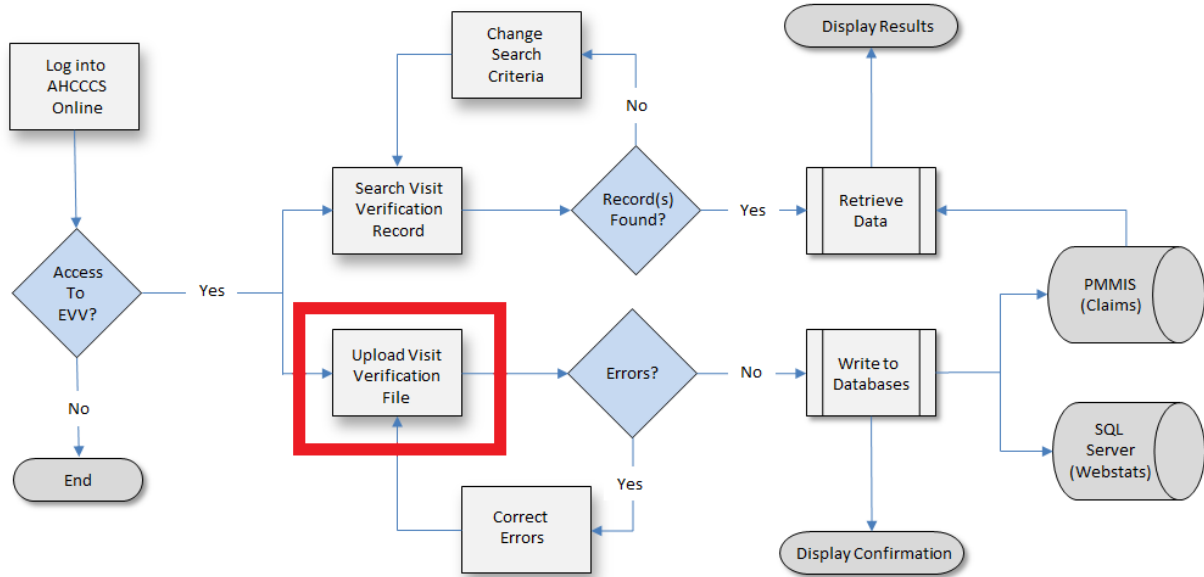 Log into
AHCCCS
Online
Change
Search
Criteria
Display Results
No
Search Visit
Verification
Record
Record(s)
Found?
Yes
Retrieve
Data
Access
To
EVV?
Yes
PMMIS
(Claims)
Upload Visit
Verification
File
Errors?
No
Write to
Databases
No
SQL
Server
(Webstats)
End
Yes
Correct
Errors
Display Confirmation